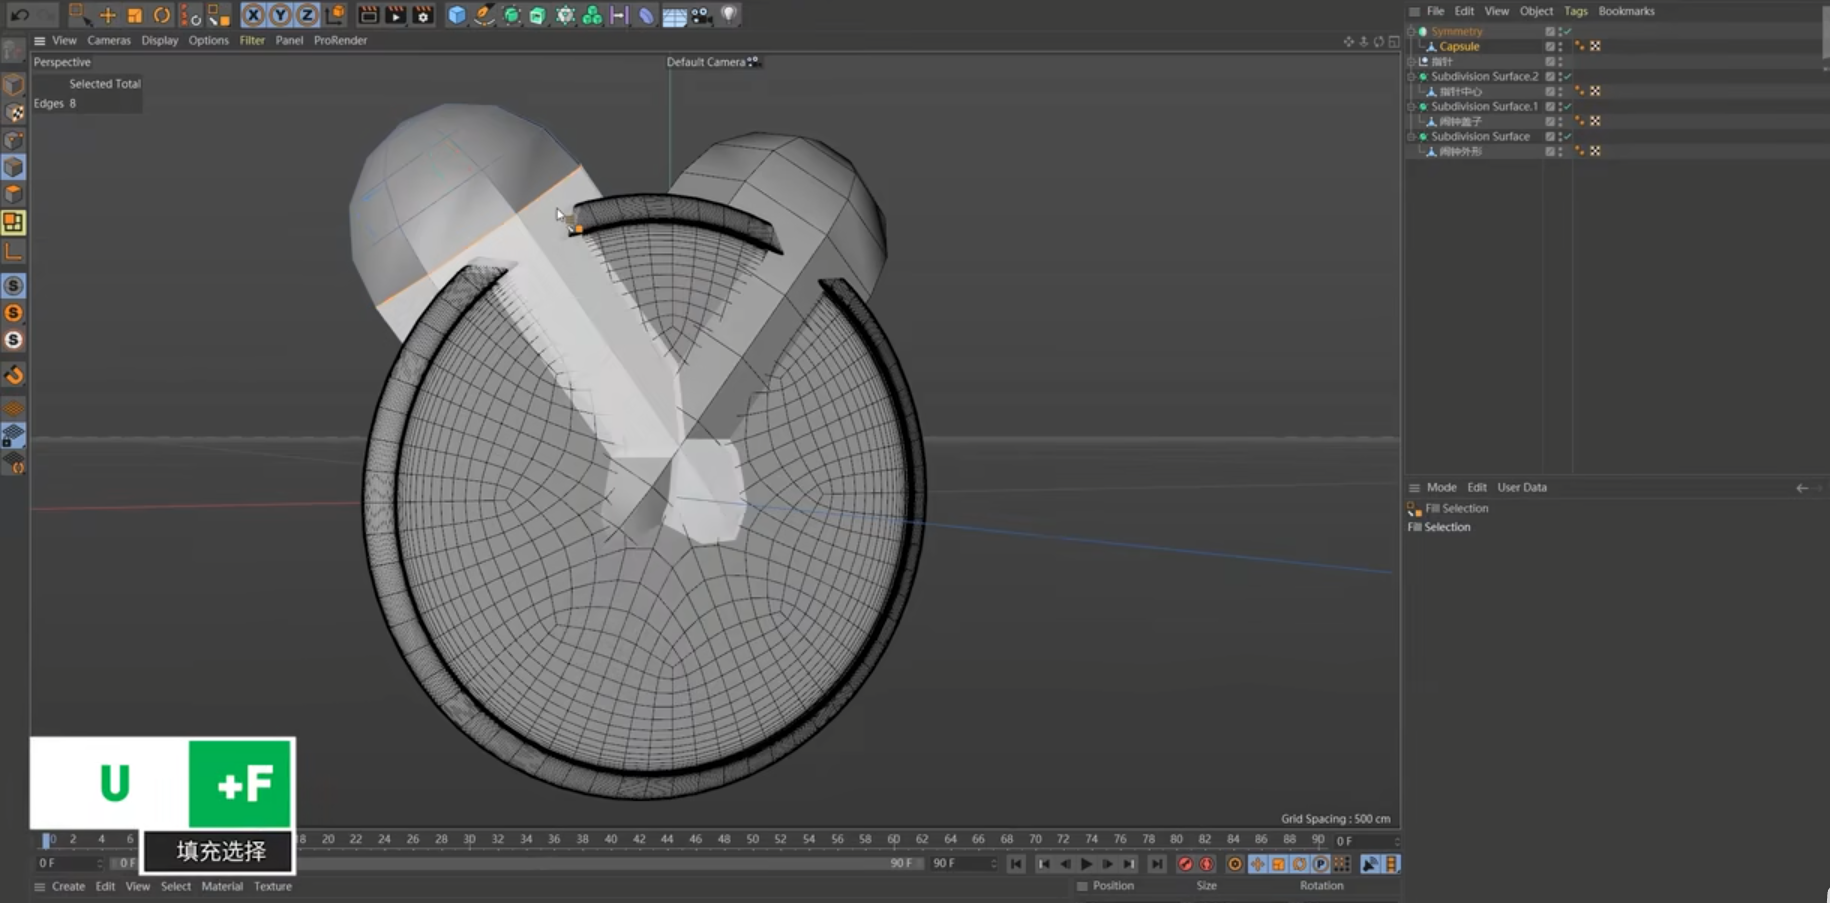 File Edit View Object Tags Bookmarks
View Cameras Display Options Filter Panel ProRender
Perspective
Default Camera
Selected Total
Edges 8
Symmetry
Capsule
指针
Subdivision Surface.2
指针中心
Subdivision Surface.1
闹钟盖子
Subdivision Surface
闹钟外形
X Y Z
S
S
S
Mode Edit User Data
Fill Selection
Fill Selection
U +F
填充选择
Grid Spacing : 500 cm
0 2 4 6 18 20 22 24 26 28 30 32 34 36 38 40 42 44 46 48 50 52 54 56 58 60 62 64 66 68 70 72 74 76 78 80 82 84 86 88 90 0 F
0 F 0 F 90 F 90 F
P
Create Edit View Select Material Texture
Position Size Rotation